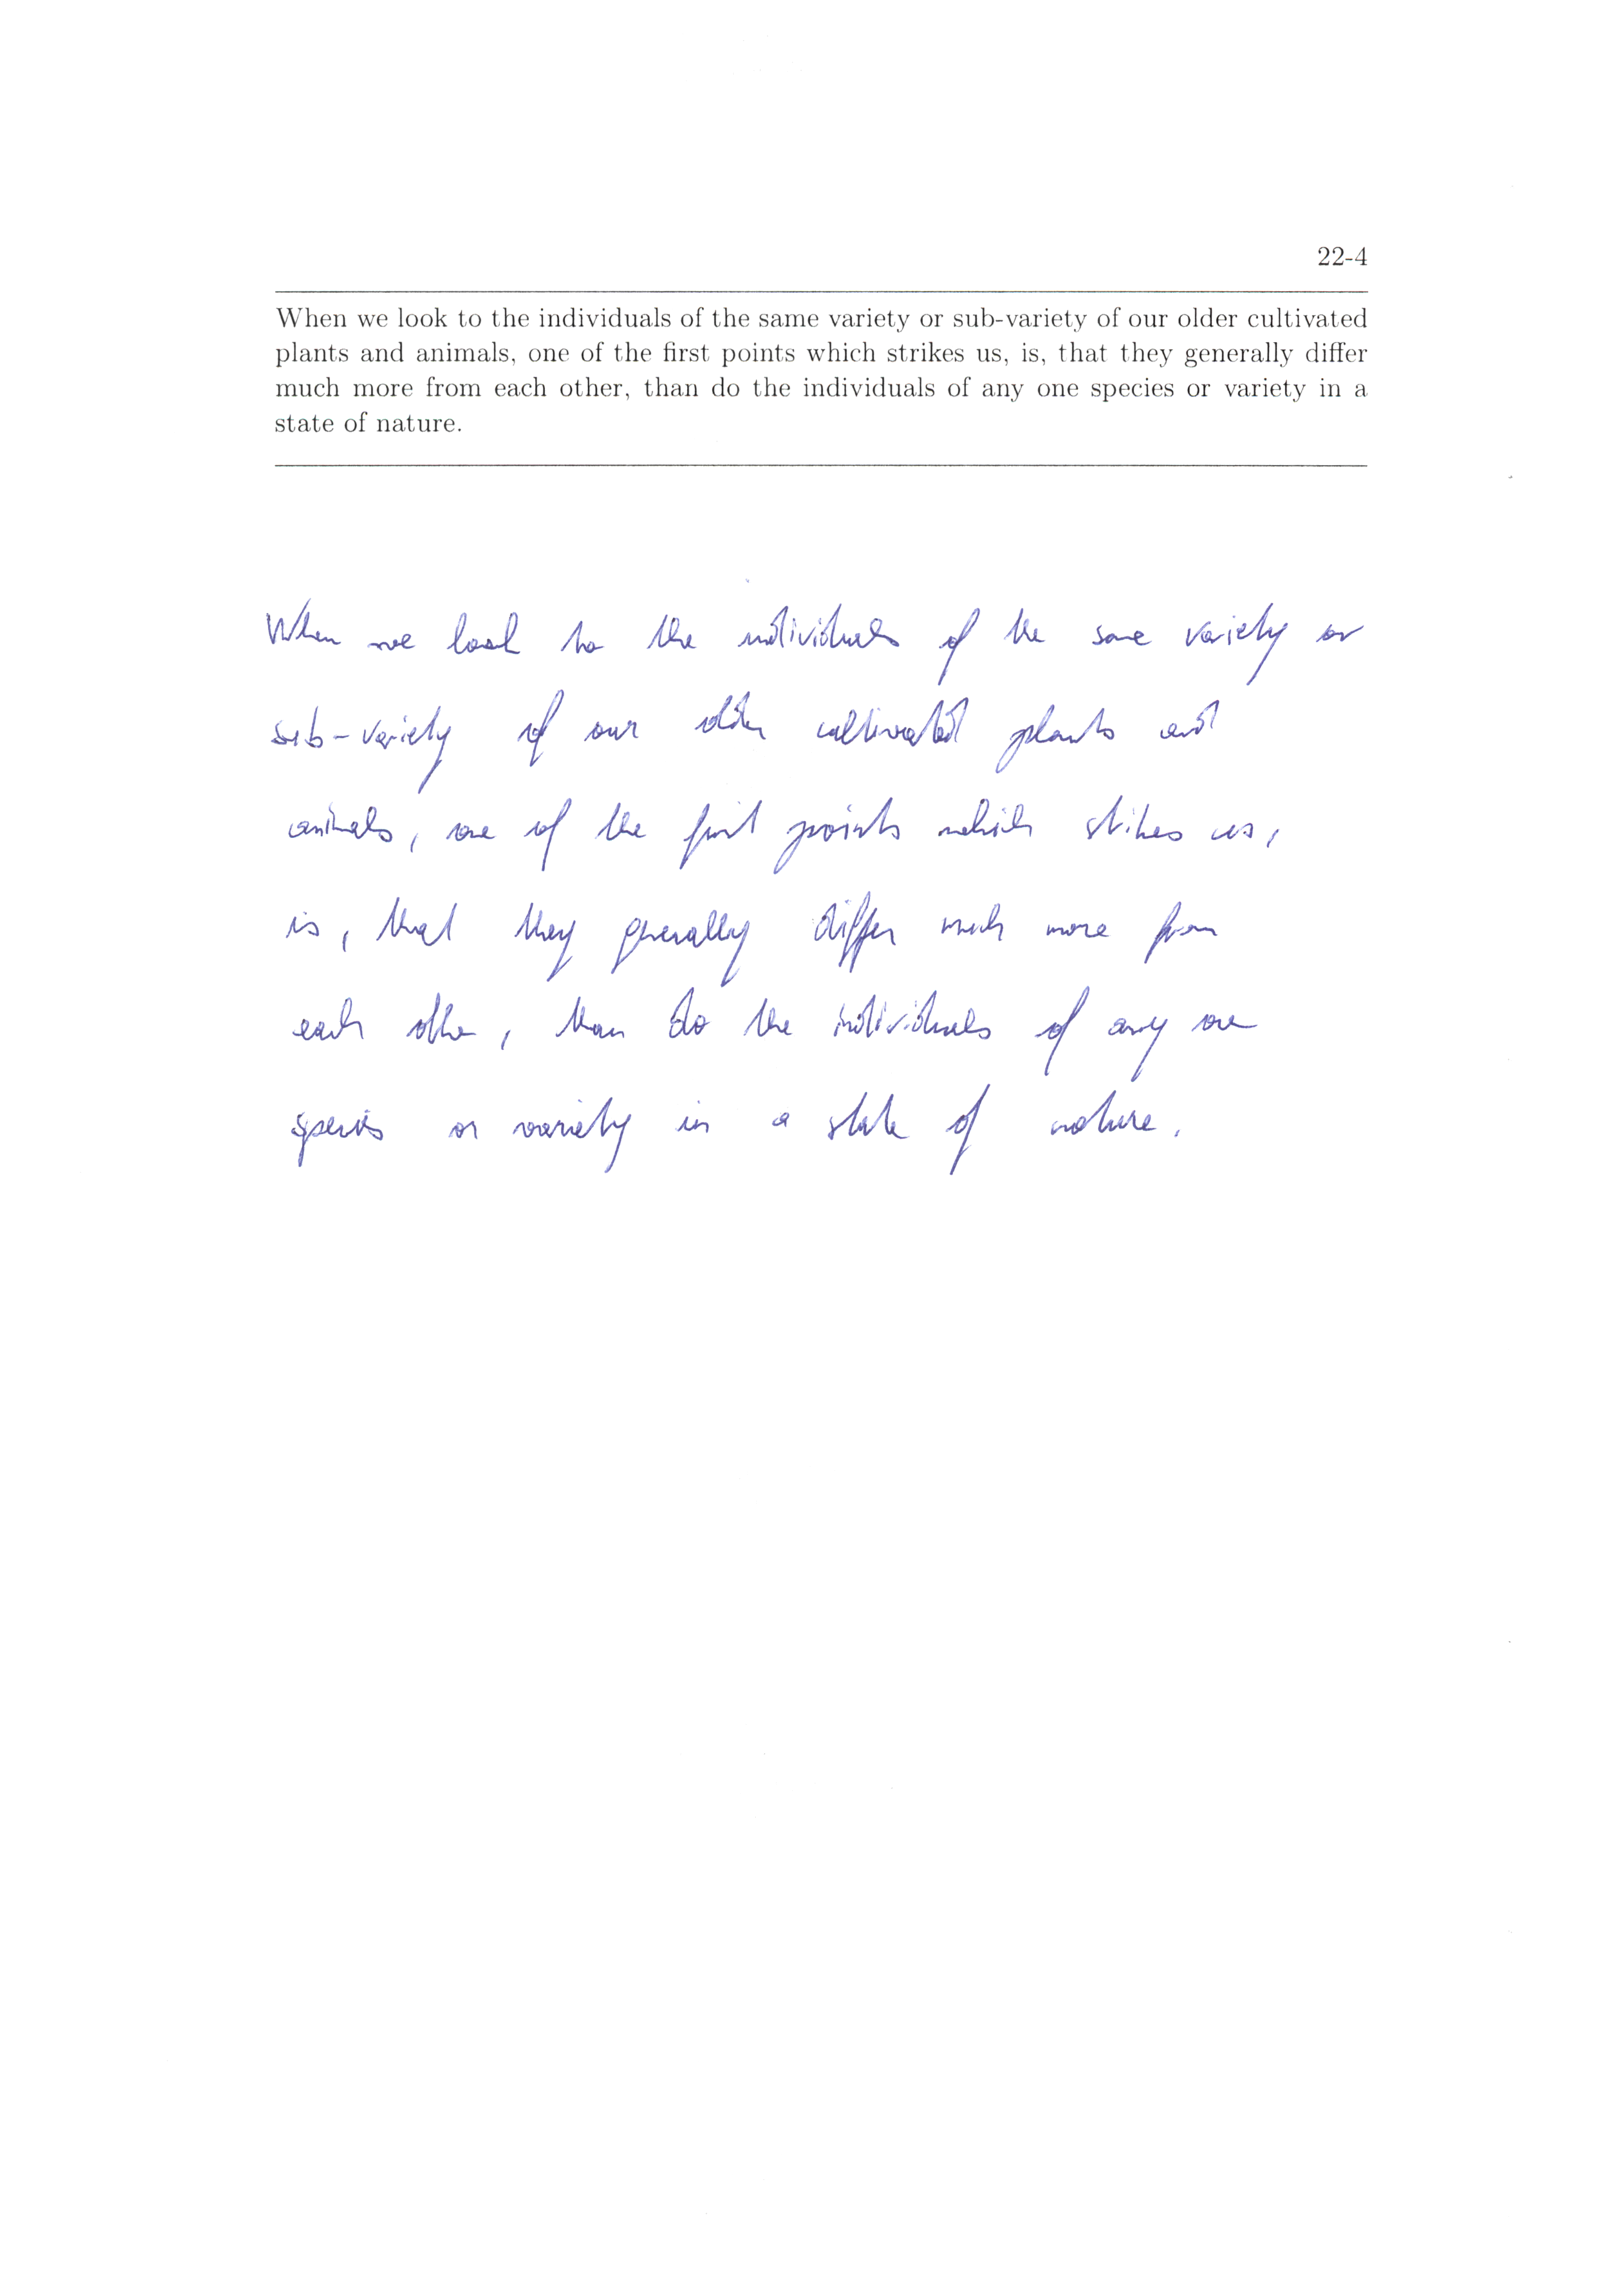 22-4
When we look to the individuals of the same variety or sub-variety of our older cultivated
plants and animals, one of the first points which strikes us, is, that they generally differ
much more from each other, than do the individuals of any one species or variety in a
state of nature.
When we look to the individuals of the same variety or
sub-variety of our older cultivated plants and
animals, one of the first points which strikes us,
is, that they generally differ much more from
each other, than do the individuals of any one
species or variety in a state of nature.